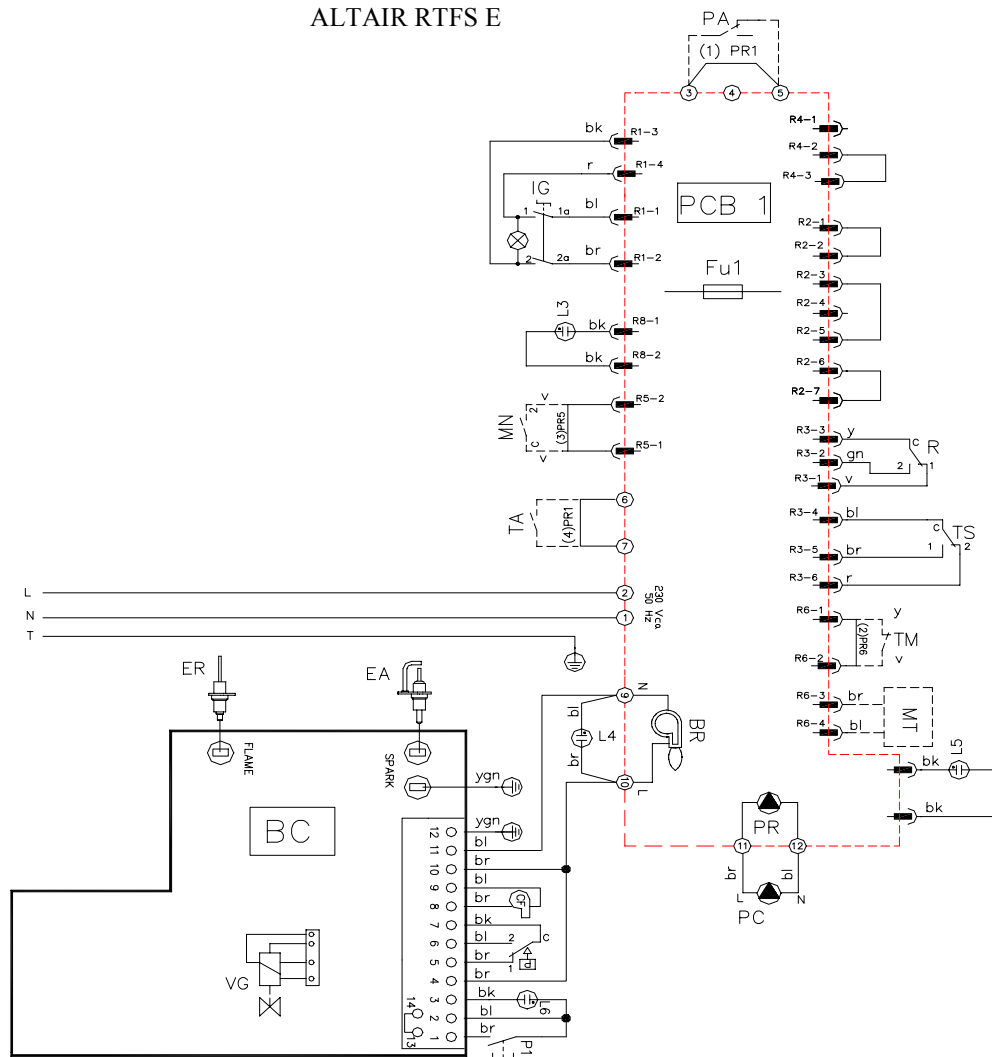 ALTAIR RTFS E
PA
(1) PR1
3 4 5
bk R1-3
r R1-4
IG
1 1a bl R1-1
2 2a br R1-2
PCB 1
Fu1
L3
bk R8-1
bk R8-2
MN
2 v R5-2
(3)PR5
C v R5-1
TA
(4)PR1
6
7
L 2
N 1
T
230 Vca
50 Hz
R4-1
R4-2
R4-3
R2-1
R2-2
R2-3
R2-4
R2-5
R2-6
R2-7
R3-3 y
R3-2 gn
R3-1 v
C R
2 1
R3-4 bl
R3-5 br
R3-6 r
C TS
1 2
R6-1 y
(2)PR6
TM
R6-2 v
R6-3 br
R6-4 bl
MT
bk L5
bk
9 N
bl
L4
br
10 L
BR
PR
11 12
br bl
L N
PC
ER
EA
FLAME
SPARK
BC
VG
ygn
12 ygn
11 bl
10 br
9 bl
8 br CF
7 bk
6 bl 2 C
5 br 1 P
4 br
3 bk L6
2 bl
1 br P1
14
13